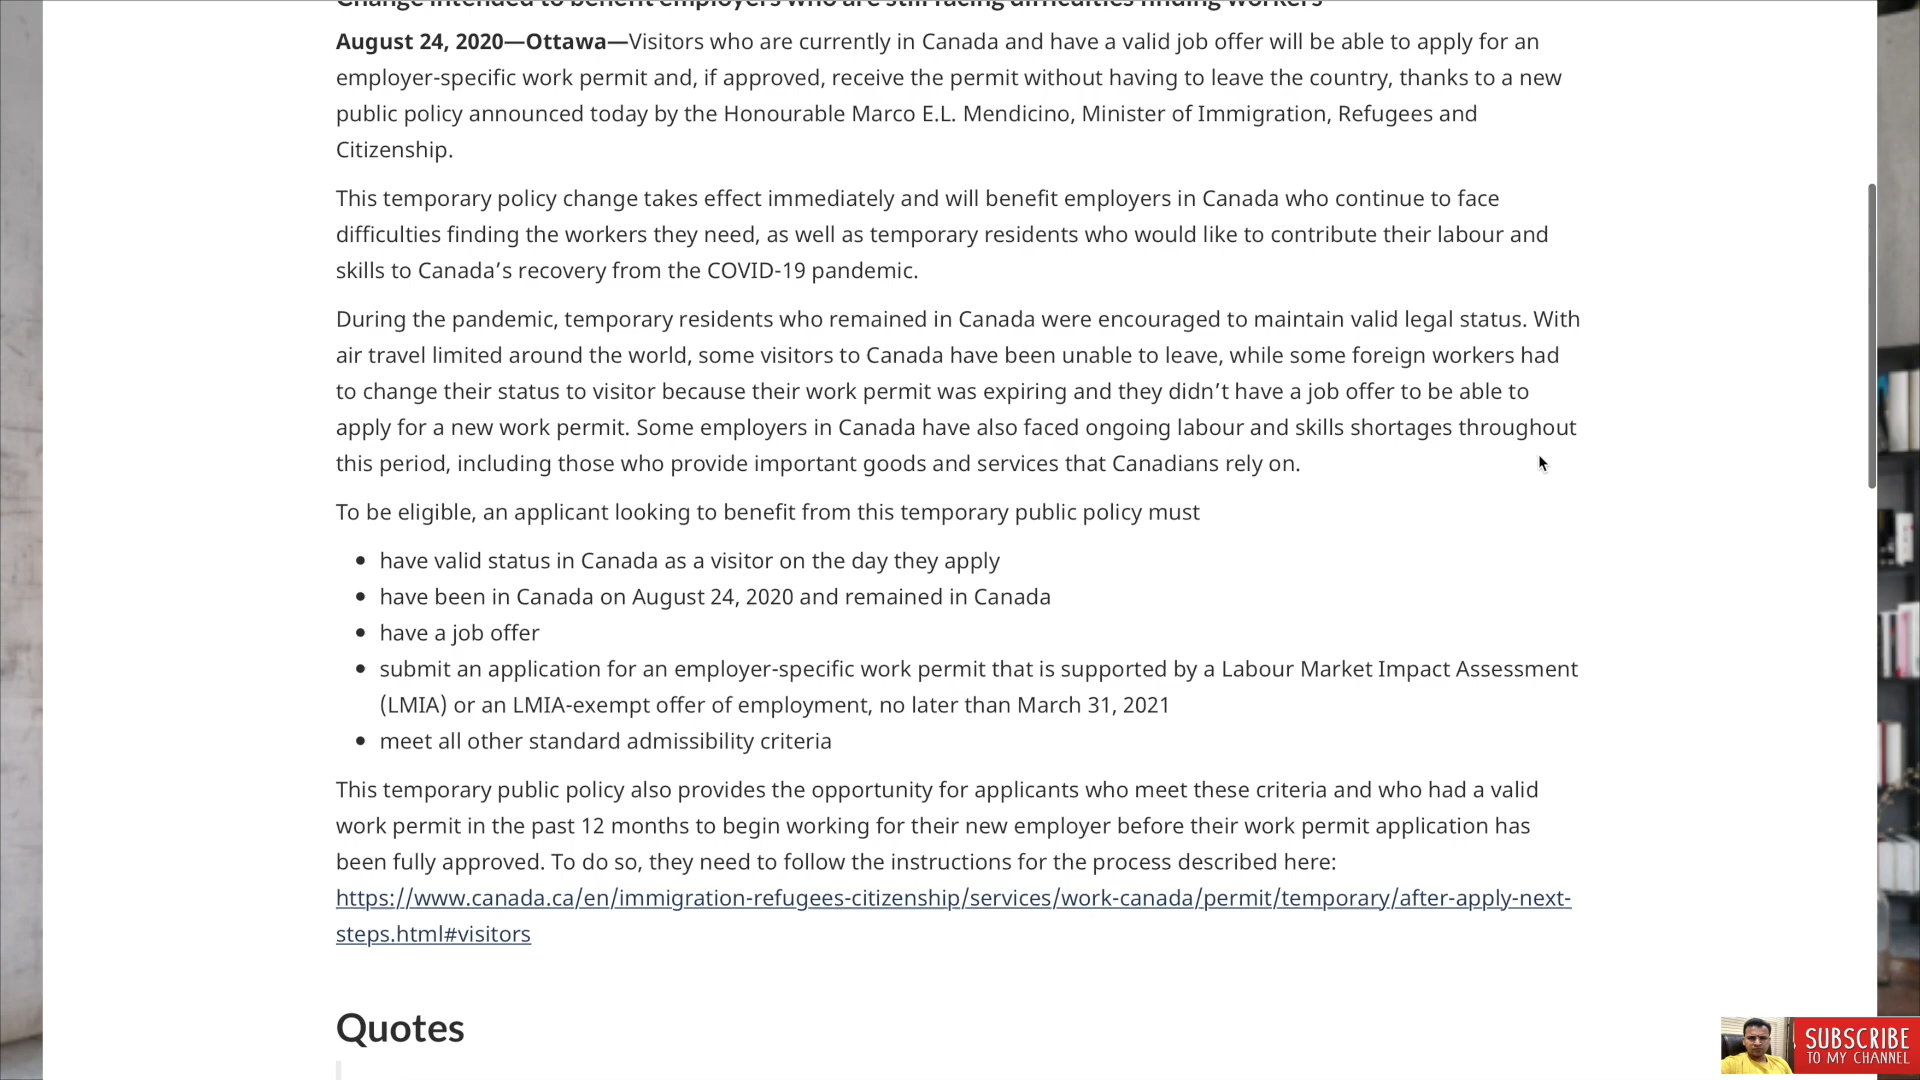 Change intended to benefit employers who are still facing difficulties finding workers
August 24, 2020—Ottawa—Visitors who are currently in Canada and have a valid job offer will be able to apply for an
employer-specific work permit and, if approved, receive the permit without having to leave the country, thanks to a new
public policy announced today by the Honourable Marco E.L. Mendicino, Minister of Immigration, Refugees and
Citizenship.
This temporary policy change takes effect immediately and will benefit employers in Canada who continue to face
difficulties finding the workers they need, as well as temporary residents who would like to contribute their labour and
skills to Canada’s recovery from the COVID-19 pandemic.
During the pandemic, temporary residents who remained in Canada were encouraged to maintain valid legal status. With
air travel limited around the world, some visitors to Canada have been unable to leave, while some foreign workers had
to change their status to visitor because their work permit was expiring and they didn’t have a job offer to be able to
apply for a new work permit. Some employers in Canada have also faced ongoing labour and skills shortages throughout
this period, including those who provide important goods and services that Canadians rely on.
To be eligible, an applicant looking to benefit from this temporary public policy must
• have valid status in Canada as a visitor on the day they apply
• have been in Canada on August 24, 2020 and remained in Canada
• have a job offer
• submit an application for an employer-specific work permit that is supported by a Labour Market Impact Assessment
(LMIA) or an LMIA-exempt offer of employment, no later than March 31, 2021
• meet all other standard admissibility criteria
This temporary public policy also provides the opportunity for applicants who meet these criteria and who had a valid
work permit in the past 12 months to begin working for their new employer before their work permit application has
been fully approved. To do so, they need to follow the instructions for the process described here:
https://www.canada.ca/en/immigration-refugees-citizenship/services/work-canada/permit/temporary/after-apply-next-
steps.html#visitors
Quotes
SUBSCRIBE
TO MY CHANNEL